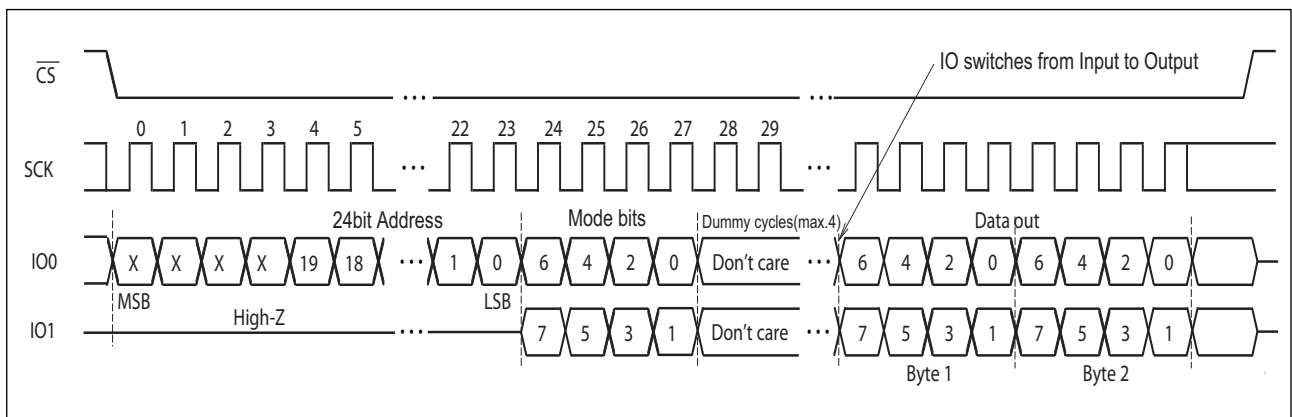 CS
IO switches from Input to Output
0 1 2 3 4 5 22 23 24 25 26 27 28 29
SCK
24bit Address Mode bits Dummy cycles(max.4) Data out
IO0 X X X X 19 18 1 0 6 4 2 0 Don't care 6 4 2 0 6 4 2 0
MSB LSB
High-Z
IO1 7 5 3 1 Don't care 7 5 3 1 7 5 3 1
Byte 1 Byte 2